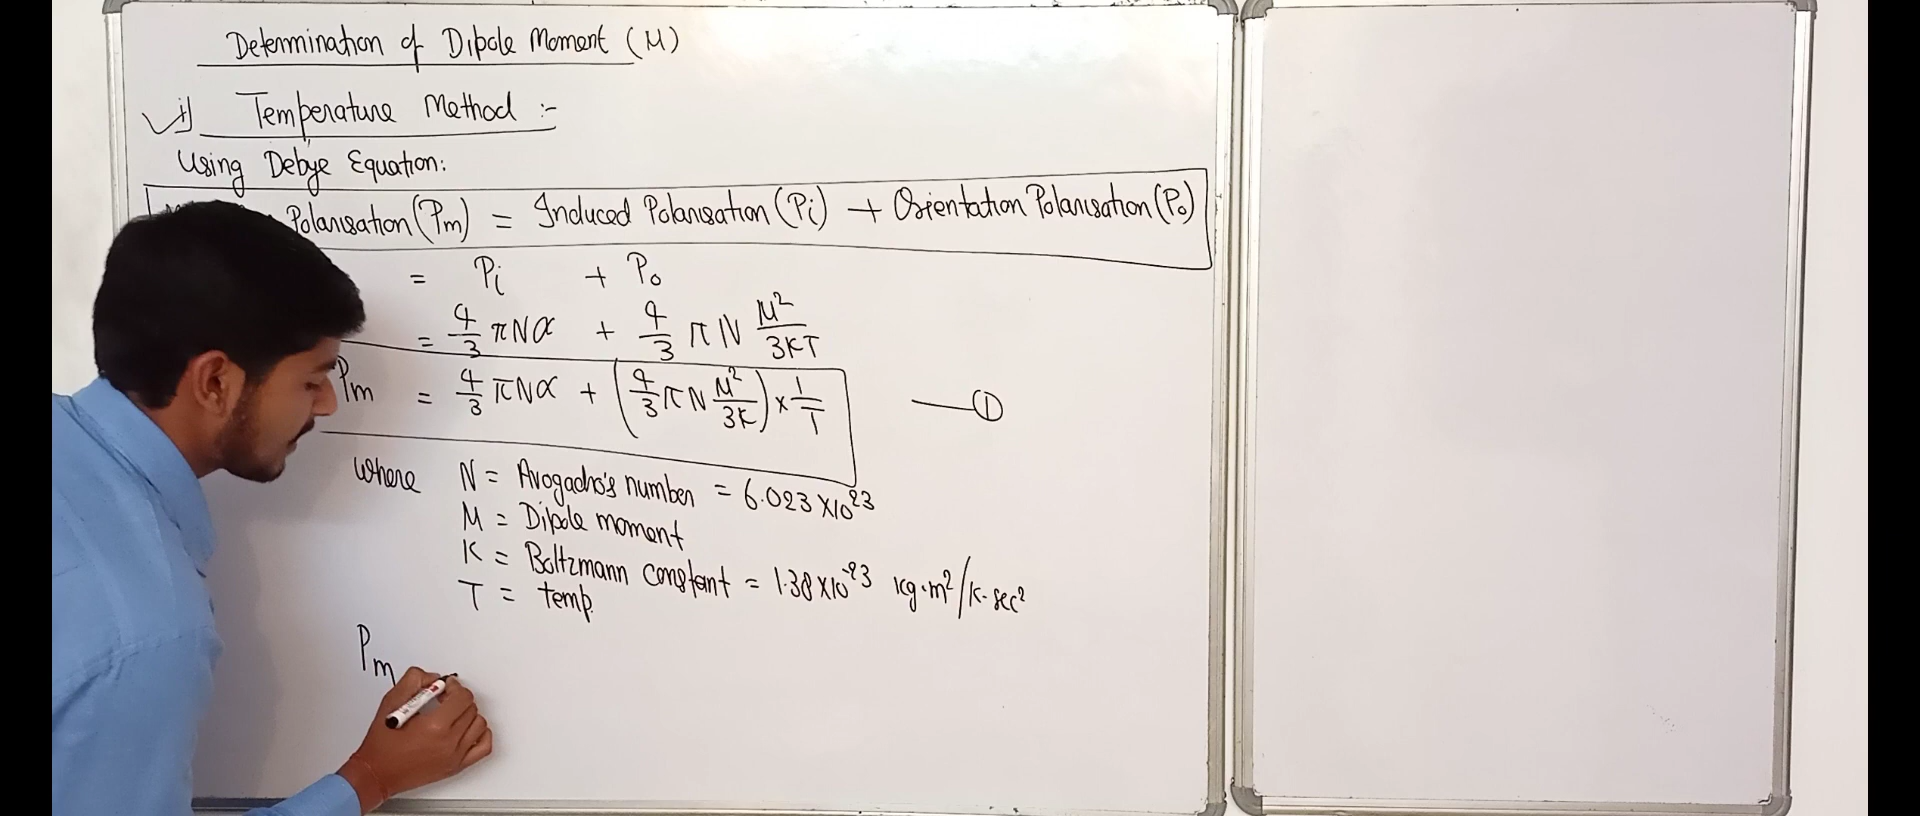 Determination of Dipole Moment (μ)
i) Temperature Method :-
Using Debye Equation:
Polarisation (Pm) = Induced Polarisation (Pi) + Orientation Polarisation (Po)
= Pi + Po
= 4/3 πNα + 4/3 πN μ²/3KT
Pm = 4/3 πNα + (4/3 πN μ²/3K) × 1/T —①
where N = Avogadro's number = 6.023 × 10²³
μ = Dipole moment
K = Boltzmann constant = 1.38 × 10⁻²³ kg·m²/K·sec²
T = temp.
Pm